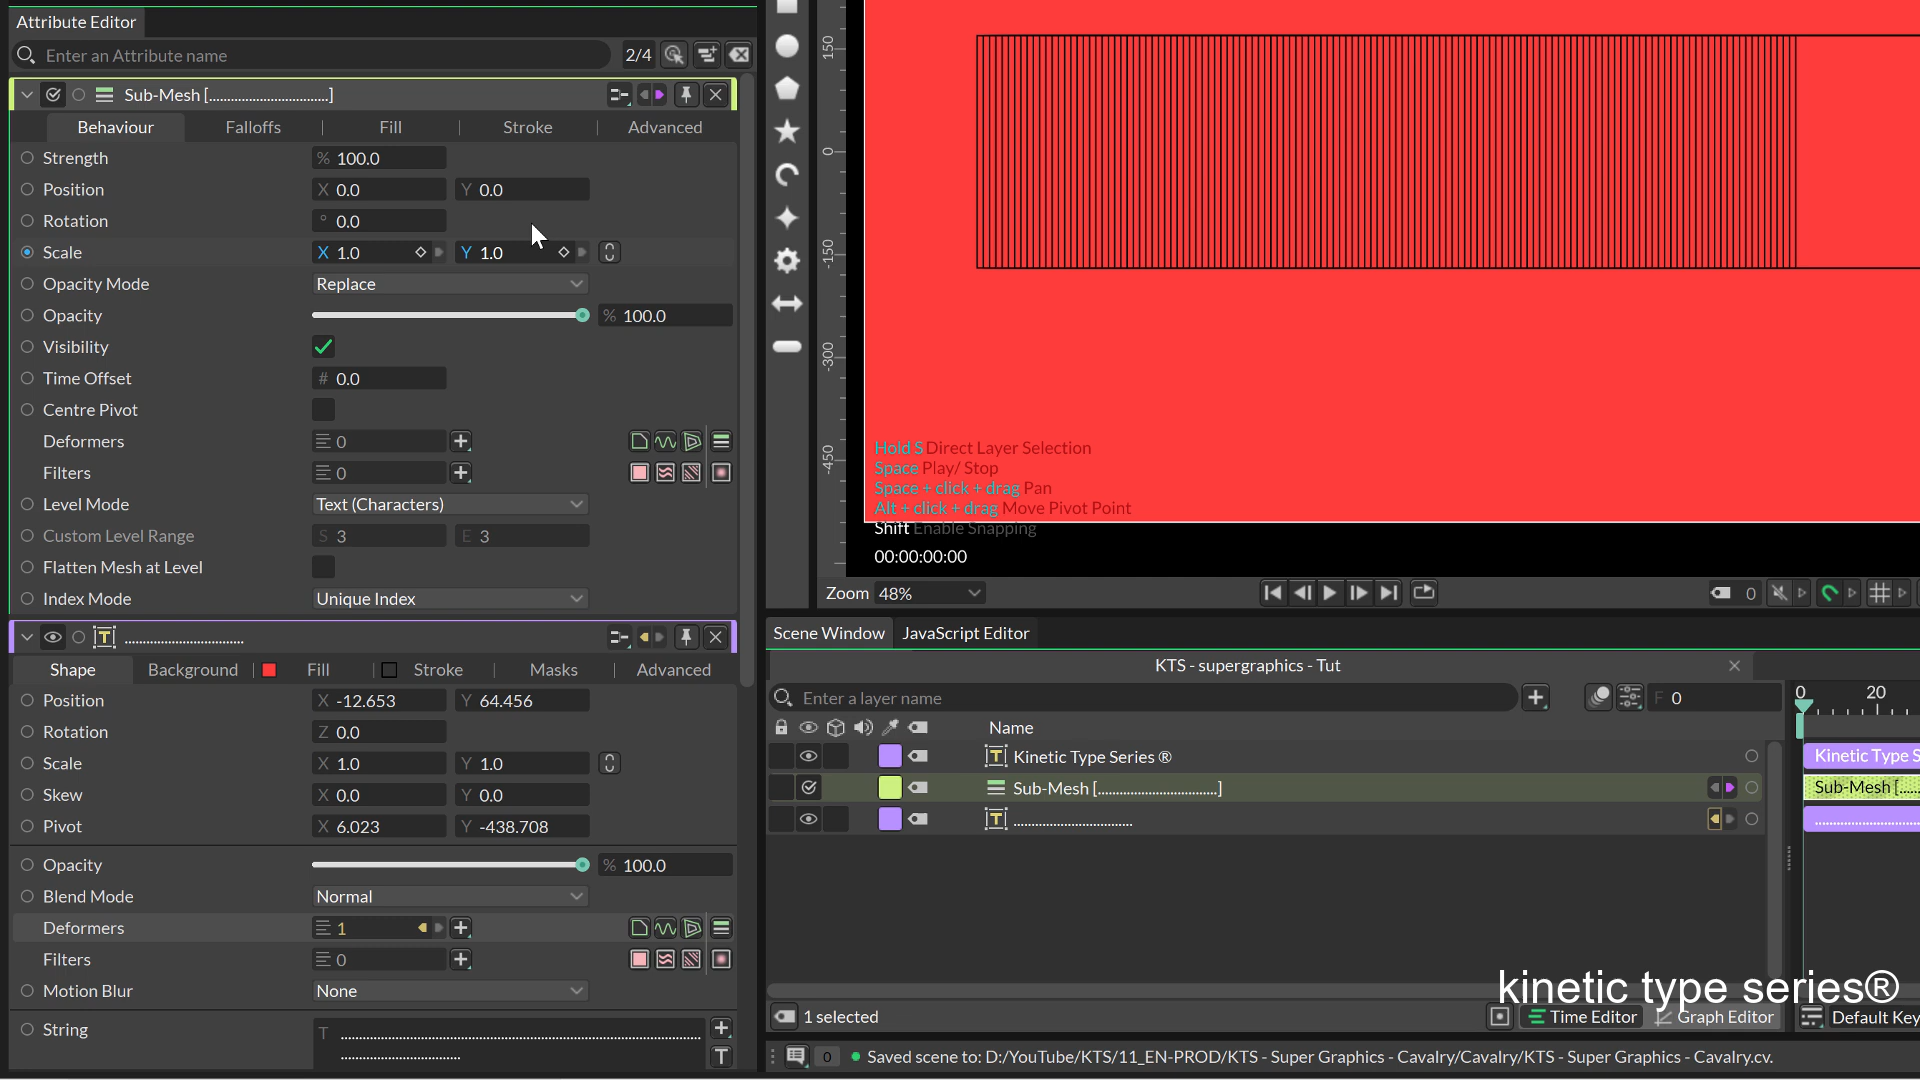 Attribute Editor
Enter an Attribute name
2/4
Sub-Mesh [................................]
Behaviour
Falloffs
Fill
Stroke
Advanced
Strength
% 100.0
Position
X 0.0
Y 0.0
Rotation
° 0.0
Scale
X 1.0
Y 1.0
Opacity Mode
Replace
Opacity
% 100.0
Visibility
Time Offset
# 0.0
Centre Pivot
Deformers
0
Filters
0
Level Mode
Text (Characters)
Custom Level Range
S 3
E 3
Flatten Mesh at Level
Index Mode
Unique Index
................................
Shape
Background
Fill
Stroke
Masks
Advanced
Position
X -12.653
Y 64.456
Rotation
Z 0.0
Scale
X 1.0
Y 1.0
Skew
X 0.0
Y 0.0
Pivot
X 6.023
Y -438.708
Opacity
% 100.0
Blend Mode
Normal
Deformers
1
Filters
0
Motion Blur
None
String
T
150
0
-150
-300
-450
Hold S Direct Layer Selection
Space Play/ Stop
Space + click + drag Pan
Alt + click + drag Move Pivot Point
Shift Enable Snapping
00:00:00:00
Zoom 48%
0
Scene Window
JavaScript Editor
KTS - supergraphics - Tut
Enter a layer name
F 0
0
20
Name
Kinetic Type Series ®
Kinetic Type S
Sub-Mesh [................................]
Sub-Mesh [......
................................
1 selected
Time Editor
Graph Editor
Default Key
kinetic type series®
0
Saved scene to: D:/YouTube/KTS/11_EN-PROD/KTS - Super Graphics - Cavalry/Cavalry/KTS - Super Graphics - Cavalry.cv.